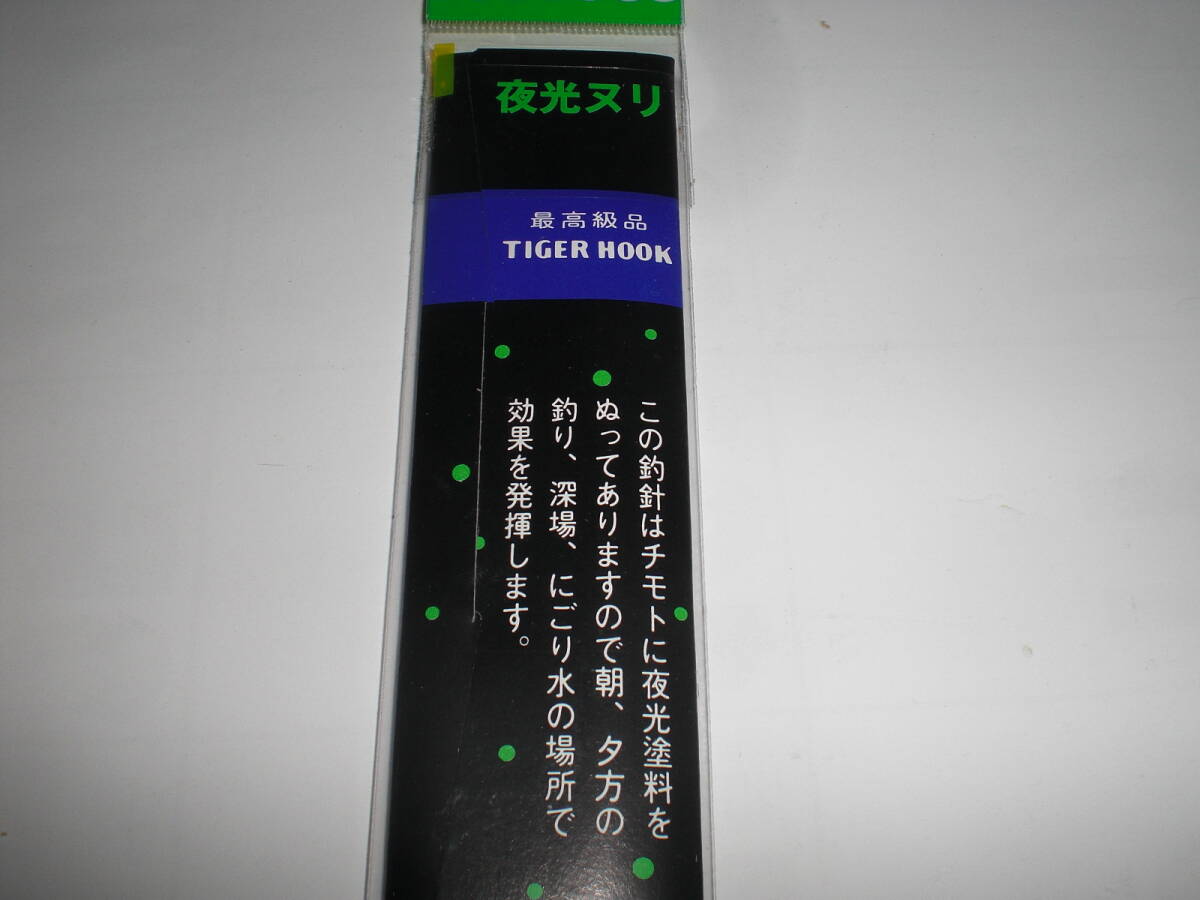 夜光ヌリ
最高級品
TIGER HOOK
この釣針はチモトに夜光塗料を
ぬってありますので朝、夕方の
釣り、深場、にごり水の場所で
効果を発揮します。